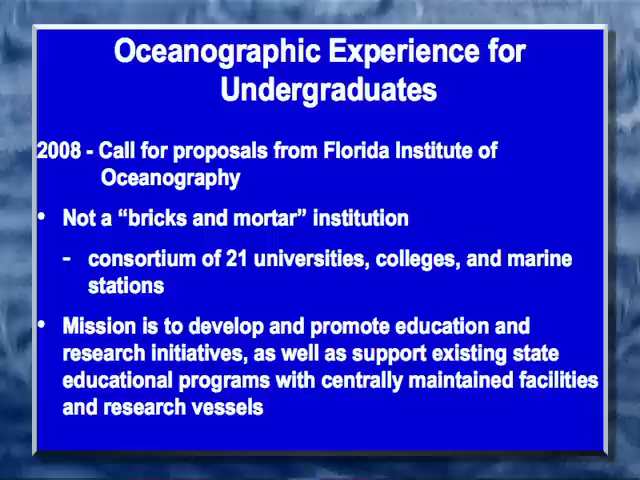 Oceanographic Experience for
Undergraduates
2008 - Call for proposals from Florida Institute of
Oceanography
• Not a “bricks and mortar” institution
- consortium of 21 universities, colleges, and marine
stations
• Mission is to develop and promote education and
research initiatives, as well as support existing state
educational programs with centrally maintained facilities
and research vessels